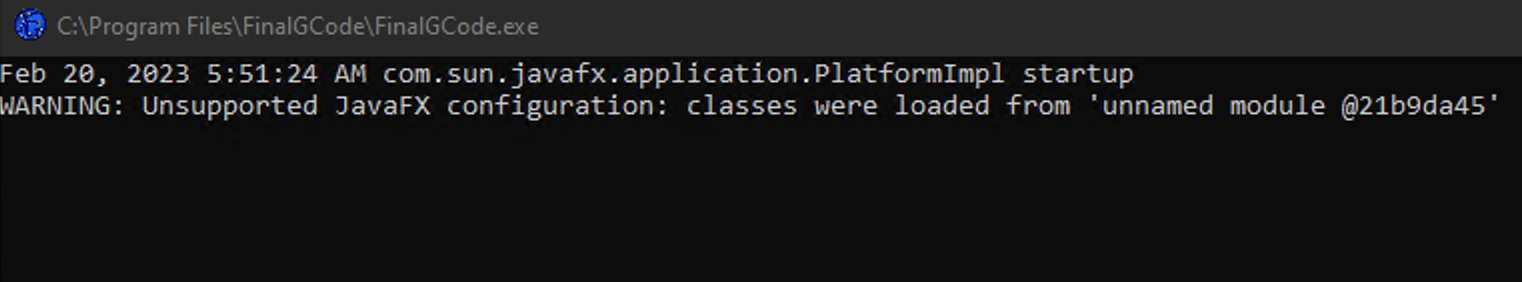 C:\Program Files\FinalGCode\FinalGCode.exe
Feb 20, 2023 5:51:24 AM com.sun.javafx.application.PlatformImpl startup
WARNING: Unsupported JavaFX configuration: classes were loaded from 'unnamed module @21b9da45'